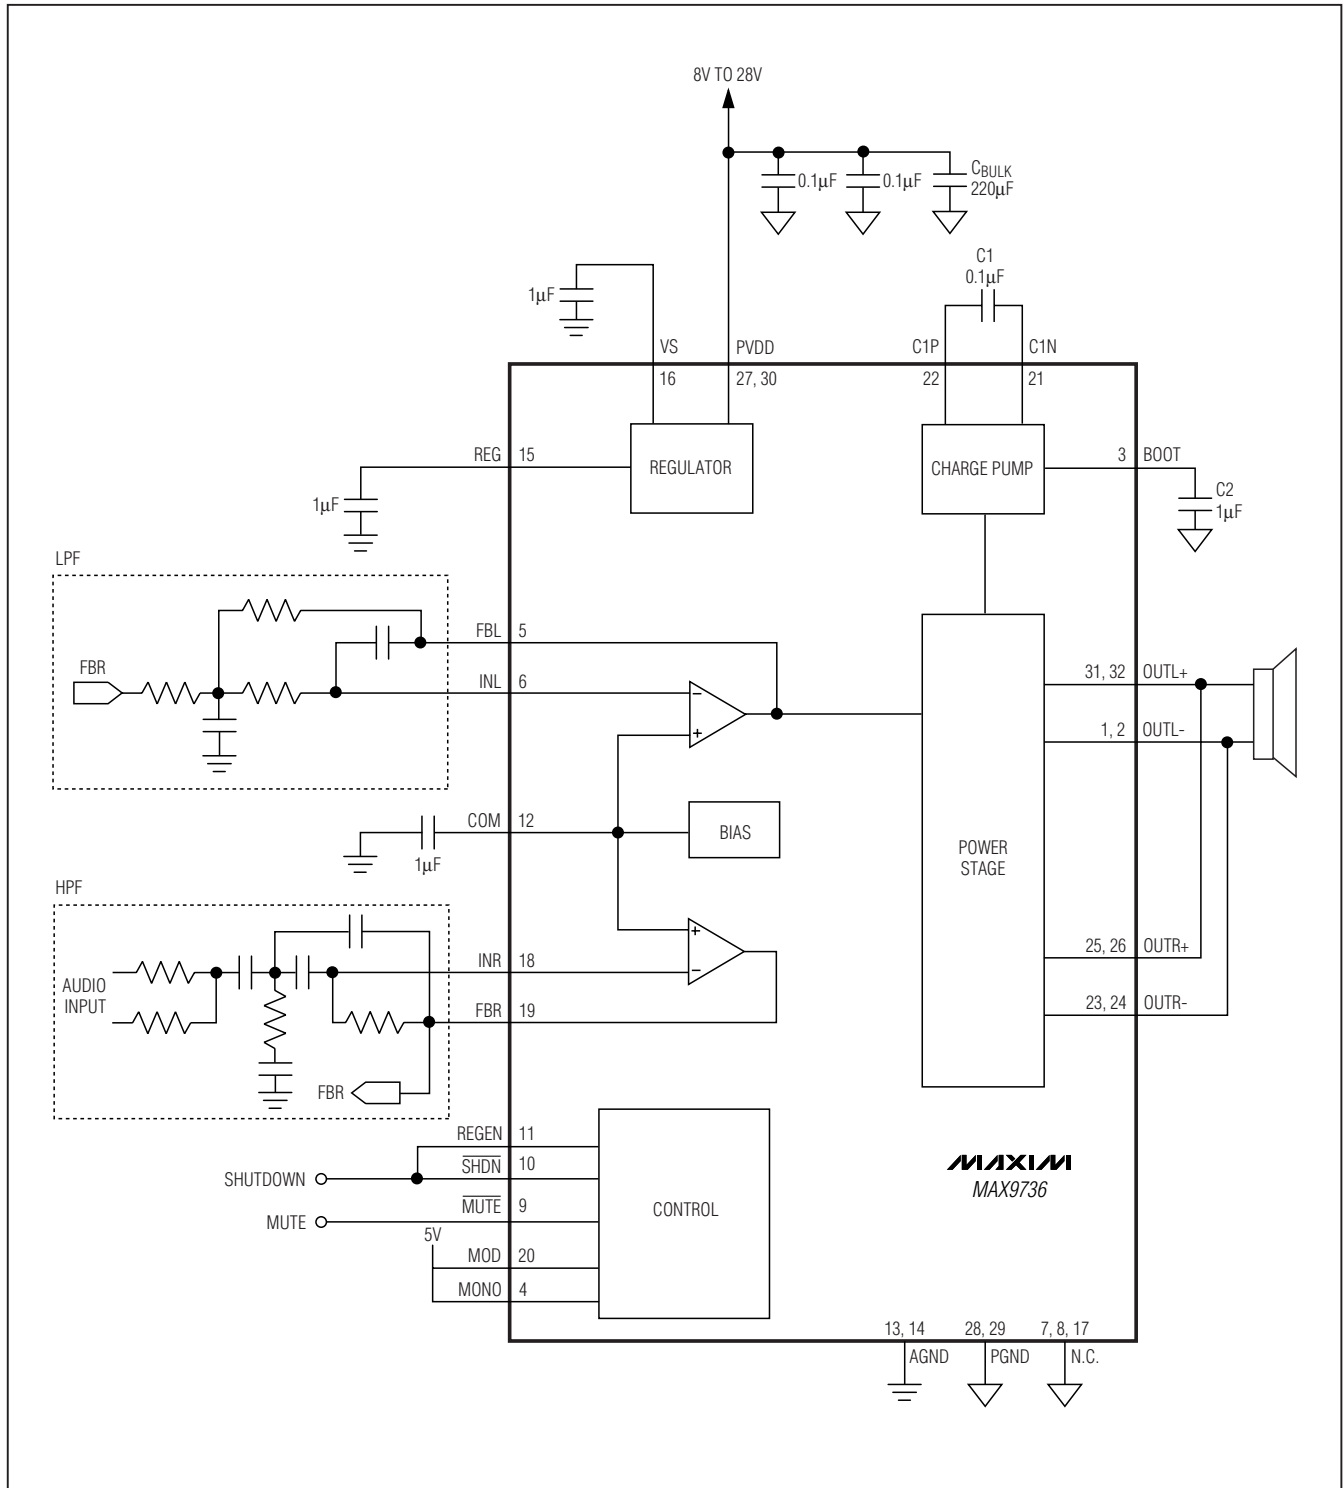 8V TO 28V
0.1µF
0.1µF
CBULK
220µF
C1
0.1µF
1µF
VS
PVDD
C1P
C1N
16
27, 30
22
21
REG
15
REGULATOR
CHARGE PUMP
3
BOOT
1µF
C2
1µF
LPF
FBL
5
FBR
INL
6
31, 32
OUTL+
1, 2
OUTL-
COM
12
BIAS
1µF
POWER
STAGE
HPF
25, 26
OUTR+
AUDIO
INPUT
INR
18
FBR
19
23, 24
OUTR-
FBR
REGEN
11
SHUTDOWN
SHDN
10
MUTE
MUTE
9
CONTROL
5V
MOD
20
MONO
4
MAXIM
MAX9736
13, 14
28, 29
7, 8, 17
AGND
PGND
N.C.